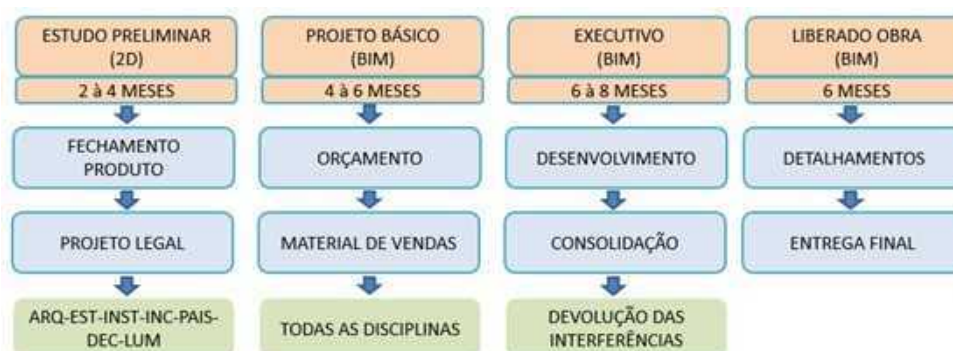 ESTUDO PRELIMINAR
(2D)
2 à 4 MESES
FECHAMENTO
PRODUTO
PROJETO LEGAL
ARQ-EST-INST-INC-PAIS-
DEC-LUM
PROJETO BÁSICO
(BIM)
4 à 6 MESES
ORÇAMENTO
MATERIAL DE VENDAS
TODAS AS DISCIPLINAS
EXECUTIVO
(BIM)
6 à 8 MESES
DESENVOLVIMENTO
CONSOLIDAÇÃO
DEVOLUÇÃO DAS
INTERFERÊNCIAS
LIBERADO OBRA
(BIM)
6 MESES
DETALHAMENTOS
ENTREGA FINAL